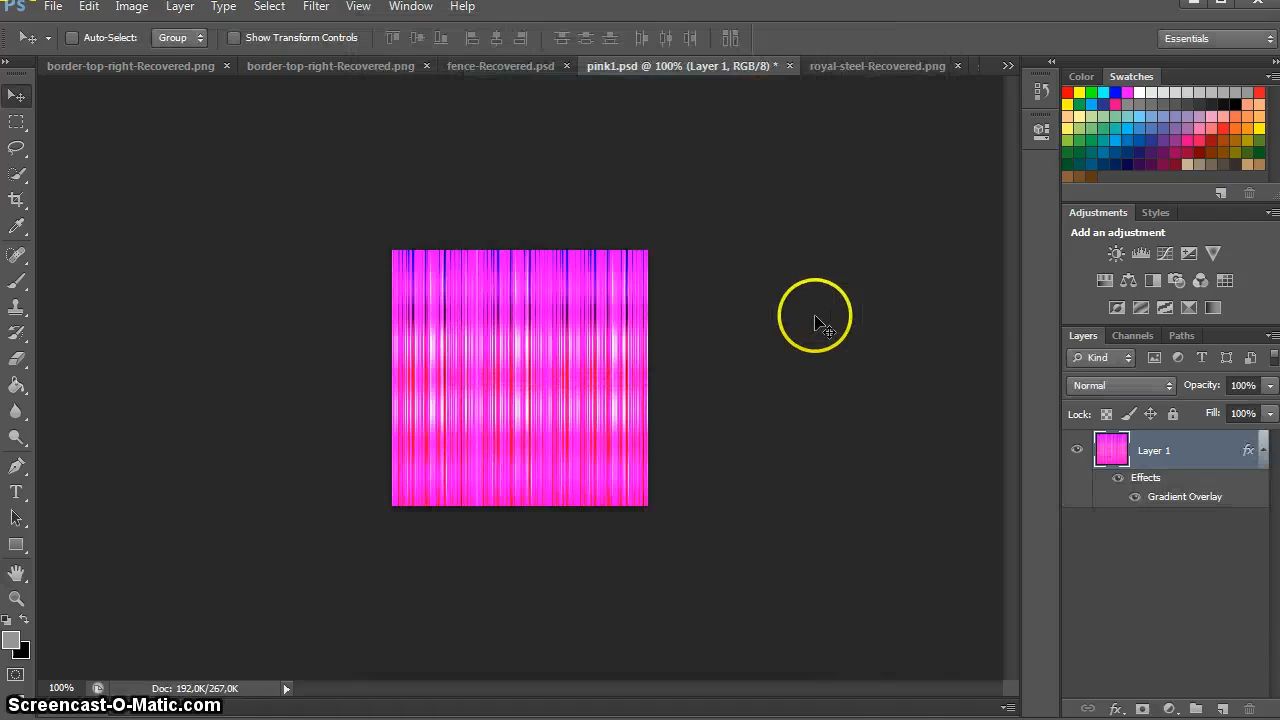 Ps File Edit Image Layer Type Select Filter View Window Help
Auto-Select: Group Show Transform Controls Essentials
border-top-right-Recovered.png × border-top-right-Recovered.png × fence-Recovered.psd × pink1.psd @ 100% (Layer 1, RGB/8) * × royal-steel-Recovered.png ×
Color Swatches
Adjustments Styles
Add an adjustment
Layers Channels Paths
Kind
Normal Opacity: 100%
Lock: Fill: 100%
Layer 1 fx
Effects
Gradient Overlay
T
100% Doc: 192,0K/267,0K
Screencast-O-Matic.com
fx